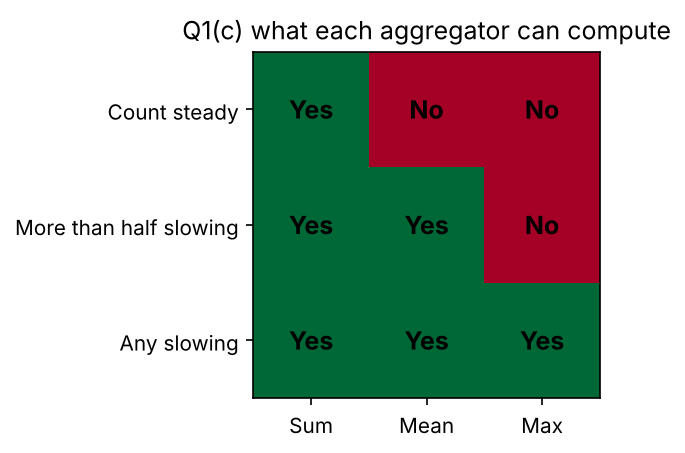 Q1(c) what each aggregator can compute
Count steady Yes No No
More than half slowing Yes Yes No
Any slowing Yes Yes Yes
Sum Mean Max